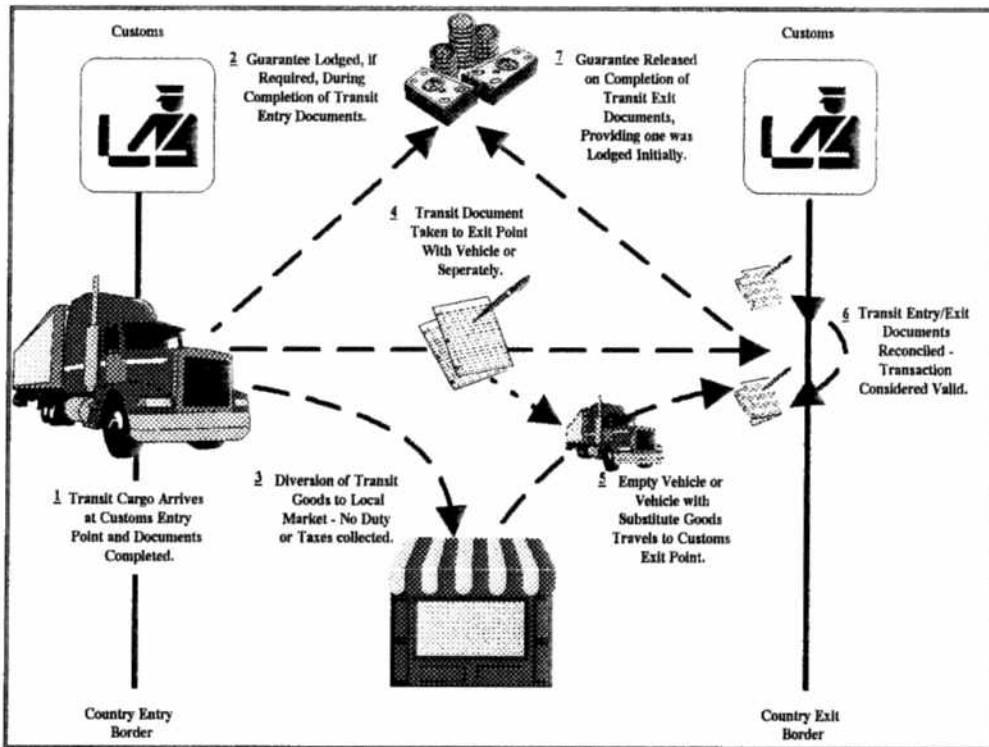 Customs
Customs
2 Guarantee Lodged, if
Required, During
Completion of Transit
Entry Documents.
7 Guarantee Released
on Completion of
Transit Exit
Documents,
Providing one was
Lodged Initially.
4 Transit Document
Taken to Exit Point
With Vehicle or
Seperately.
6 Transit Entry/Exit
Documents
Reconciled -
Transaction
Considered Valid.
1 Transit Cargo Arrives
at Customs Entry
Point and Documents
Completed.
3 Diversion of Transit
Goods to Local
Market - No Duty
or Taxes collected.
5 Empty Vehicle or
Vehicle with
Substitute Goods
Travels to Customs
Exit Point.
Country Entry
Border
Country Exit
Border